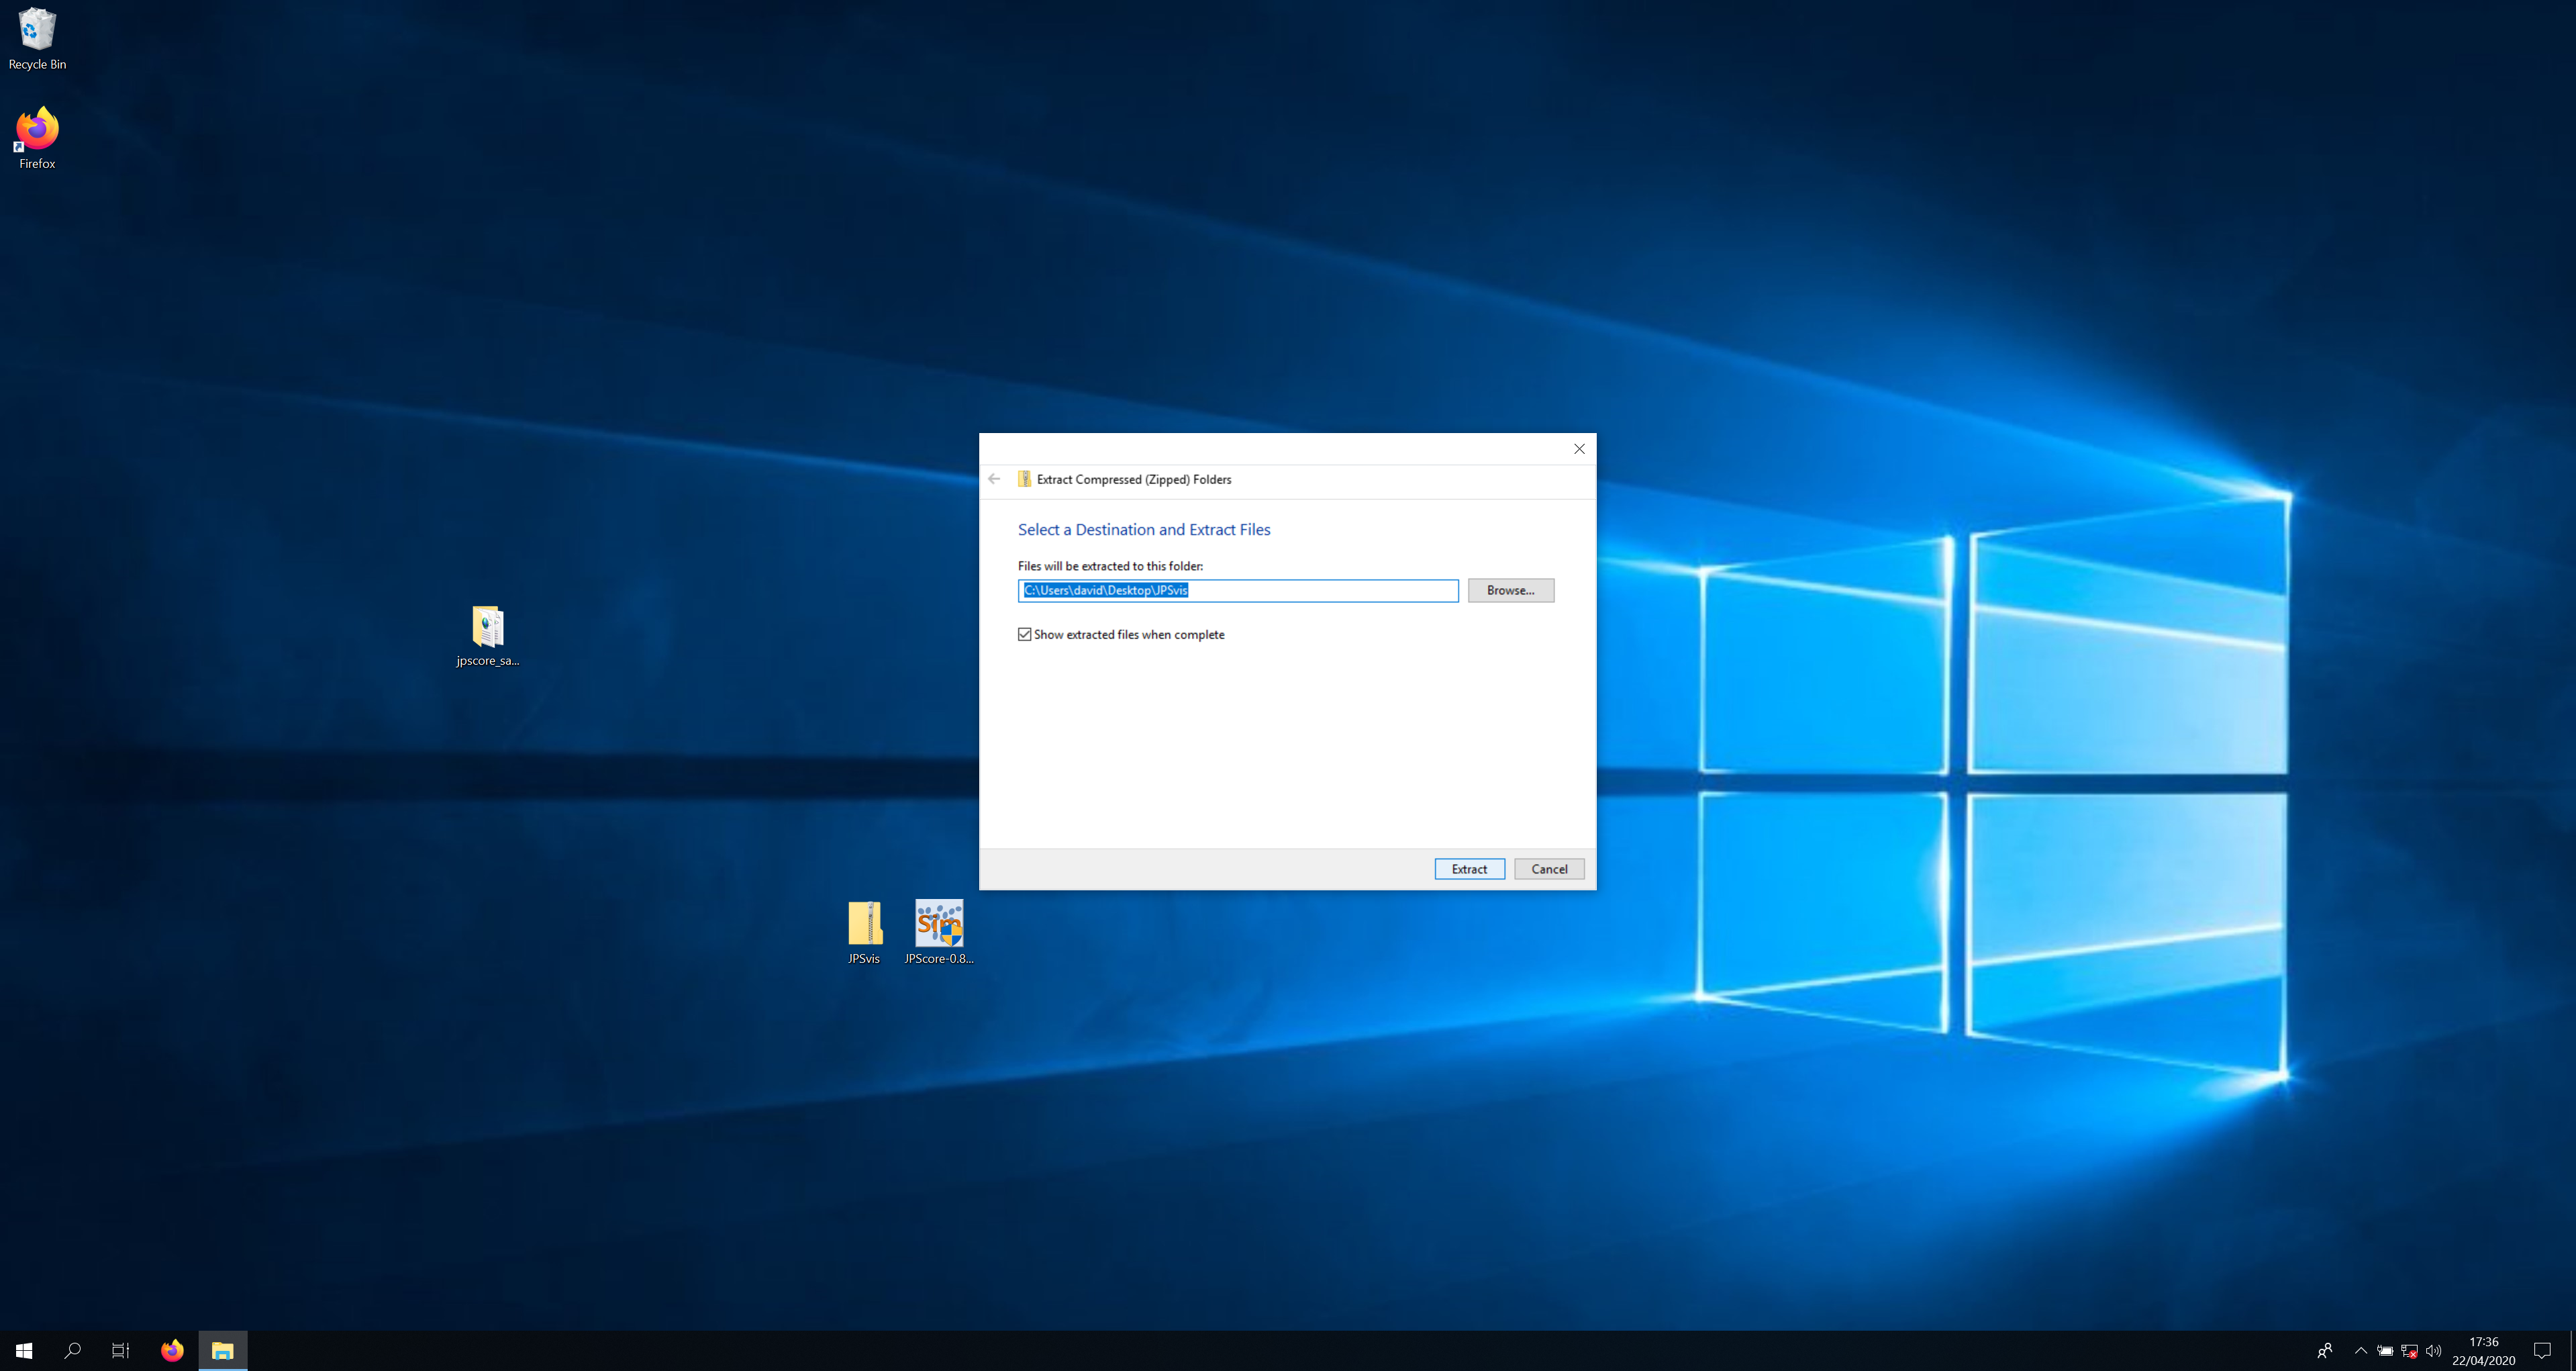 Recycle Bin
Firefox
Extract Compressed (Zipped) Folders
Select a Destination and Extract Files
Files will be extracted to this folder:
C:\Users\david\Desktop\JPSvis
Browse...
Show extracted files when complete
jpscore_sa...
Extract
Cancel
Sim
JPSvis
JPScore-0.8...
17:36
22/04/2020